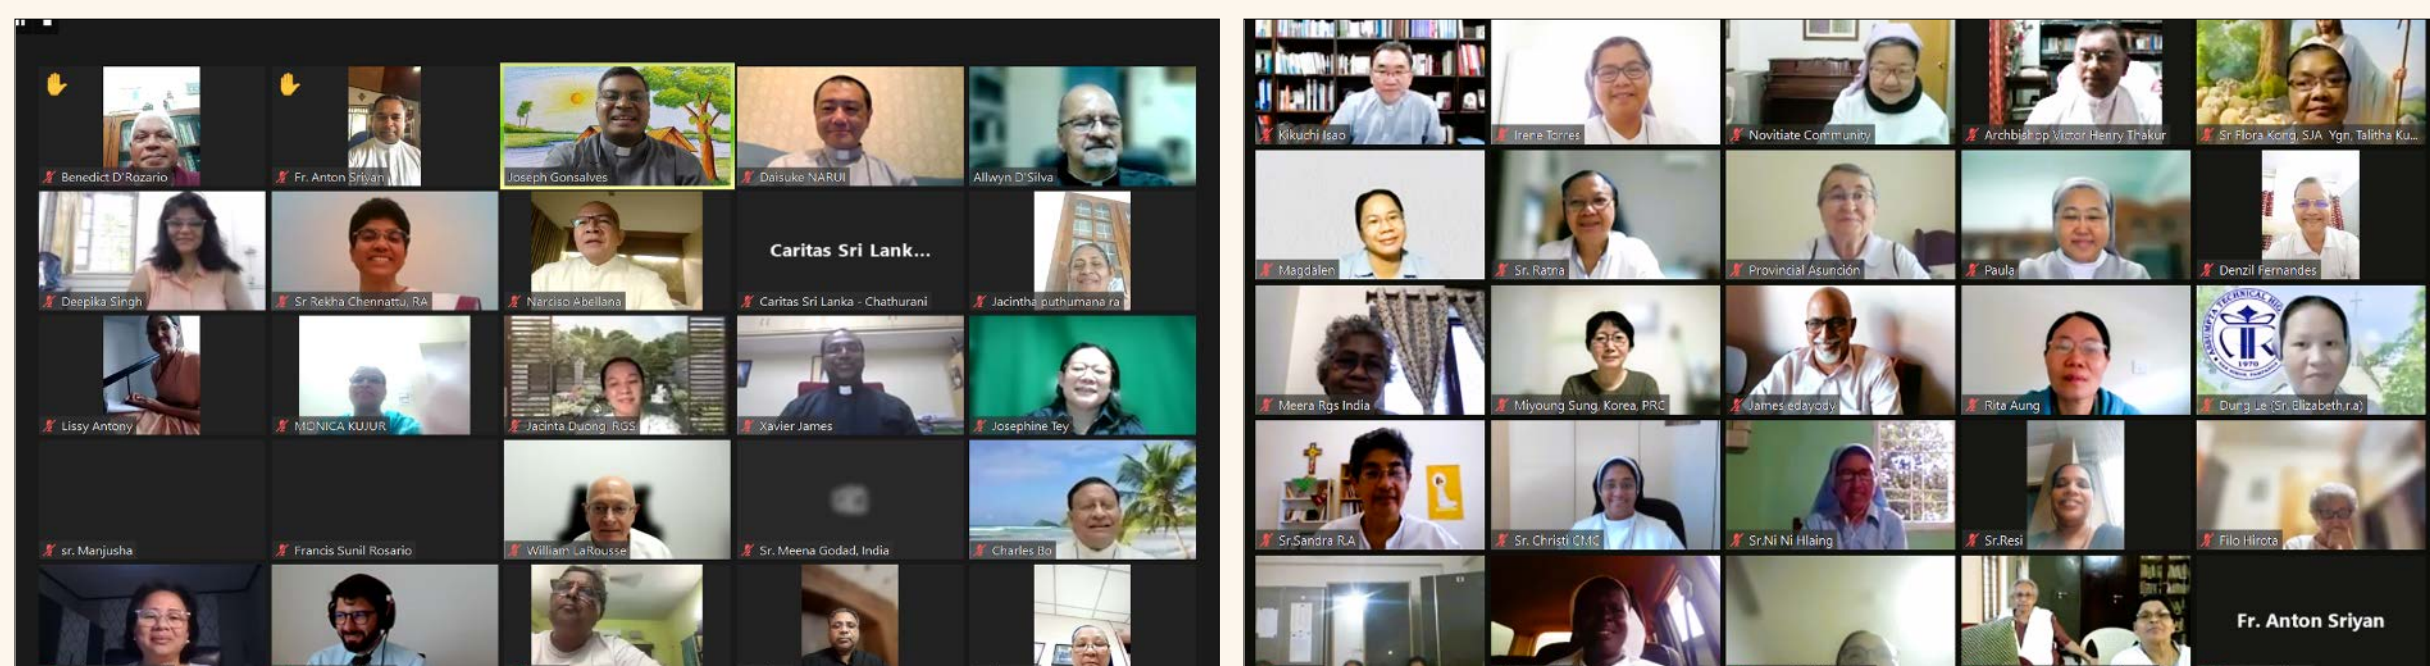 Benedict D'Rozario
Fr. Anton Sriyan
Joseph Gonsalves
Daisuke NARUI
Allwyn D'Silva
Deepika Singh
Sr Rekha Chennattu, RA
Narciso Abellana
Caritas Sri Lank...
Caritas Sri Lanka - Chathurani
Jacintha puthumana ra
Lissy Antony
MONICA KUJUR
Jacinta Duong RGS
Xavier James
Josephine Tey
sr. Manjusha
Francis Sunil Rosario
William LaRousse
Sr. Meena Godad, India
Charles Bo
Kikuchi Isao
Irene Torres
Novitiate Community
Archbishop Victor Henry Thakur
Sr Flora Kong, SJA Ygn, Talitha Ku...
Magdalen
Sr. Ratna
Provincial Asunción
Paula
Denzil Fernandes
Meera Rgs India
Miyoung Sung, Korea, PRC
James edayody
Rita Aung
ASSUMPTA TECHNICAL HIG
1970
Dung Le (Sr. Elizabeth,r.a)
Sr.Sandra R.A
Sr. Christi CMC
Sr.Ni Ni Hlaing
Sr.Resi
Filo Hirota
Fr. Anton Sriyan